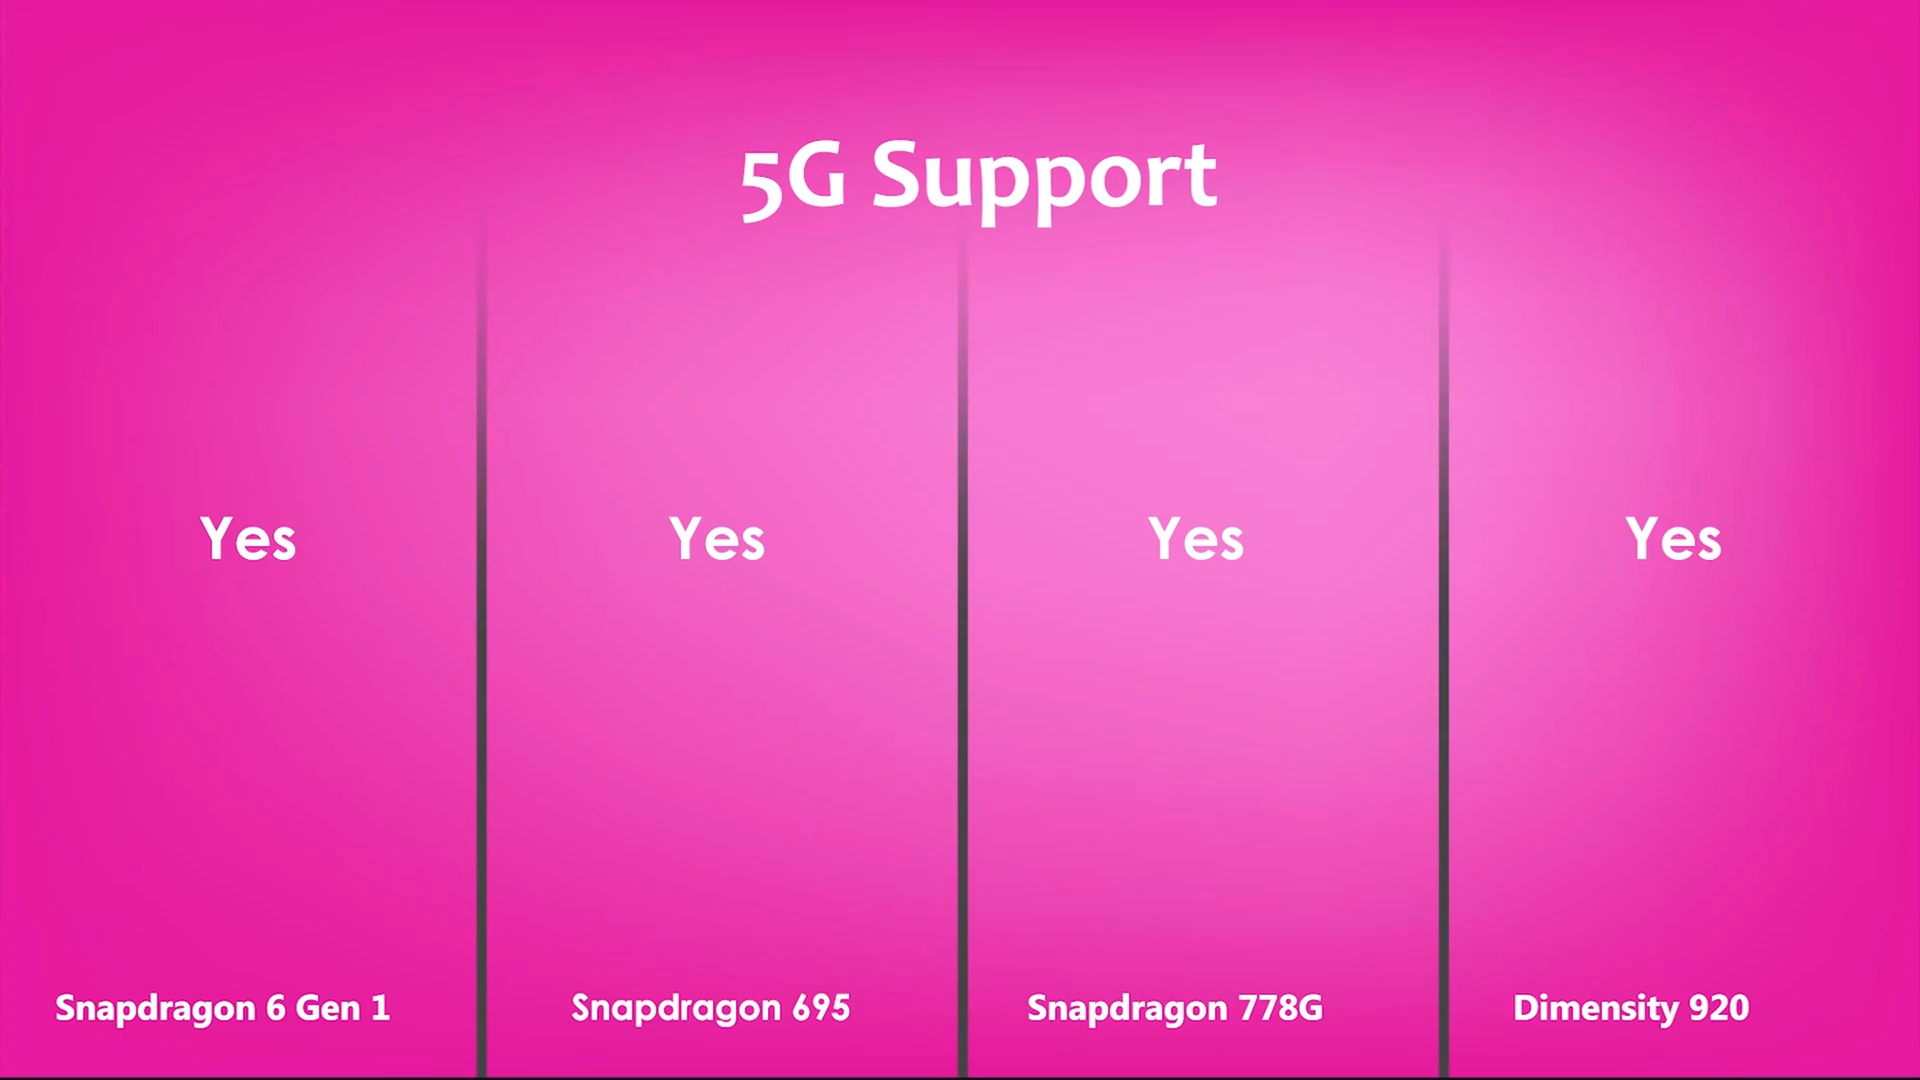 5G Support
Yes
Yes
Yes
Yes
Snapdragon 6 Gen 1
Snapdragon 695
Snapdragon 778G
Dimensity 920